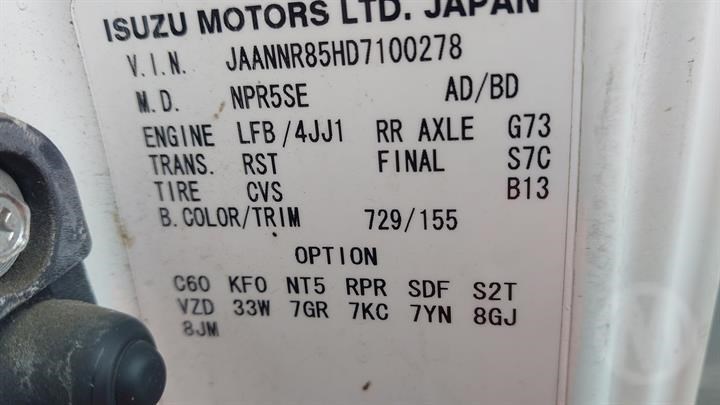 ISUZU MOTORS LTD. JAPAN
V.I.N. JAANNR85HD7100278
M.D. NPR5SE AD/BD
ENGINE LFB/4JJ1 RR AXLE G73
TRANS. RST FINAL S7C
TIRE CVS B13
B.COLOR/TRIM 729/155
OPTION
C60 KF0 NT5 RPR SDF S2T
VZD 33W 7GR 7KC 7YN 8GJ
8JM